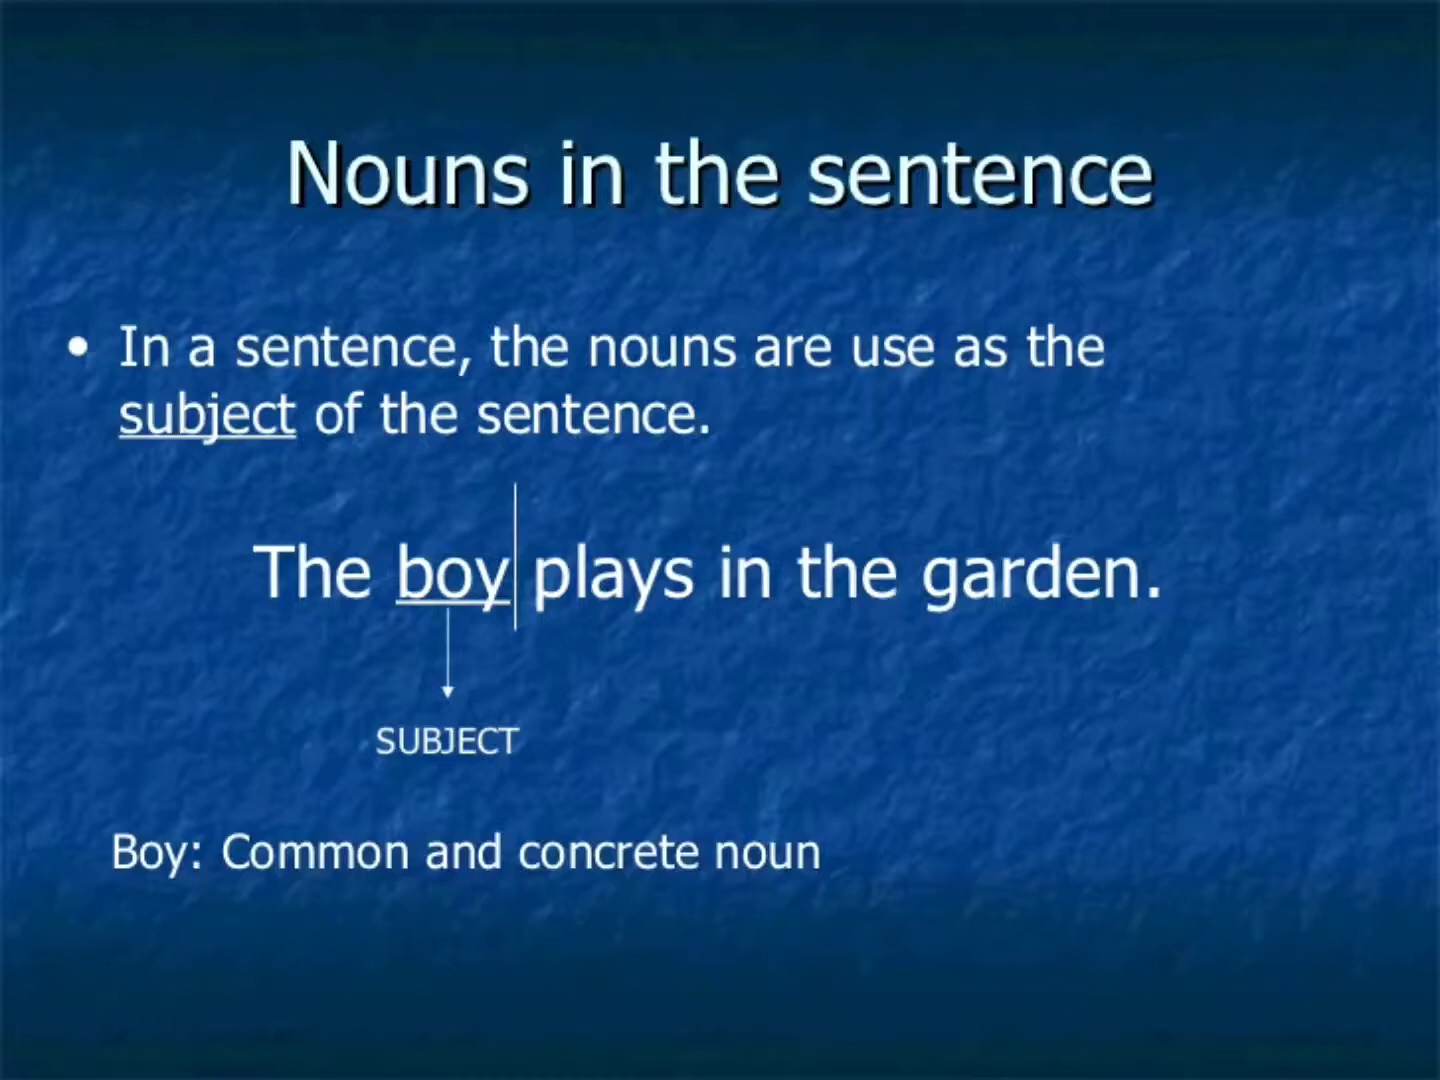 Nouns in the sentence
• In a sentence, the nouns are use as the
subject of the sentence.
The boy plays in the garden.
SUBJECT
Boy: Common and concrete noun